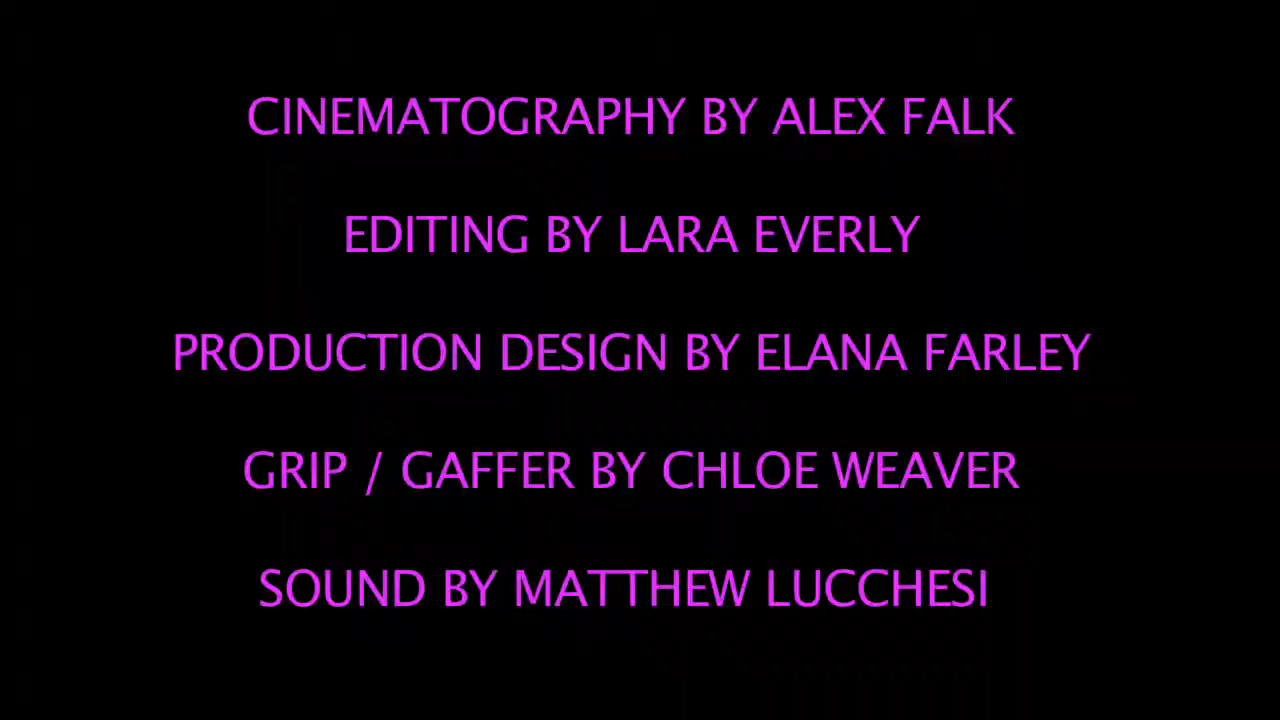 CINEMATOGRAPHY BY ALEX FALK
EDITING BY LARA EVERLY
PRODUCTION DESIGN BY ELANA FARLEY
GRIP / GAFFER BY CHLOE WEAVER
SOUND BY MATTHEW LUCCHESI